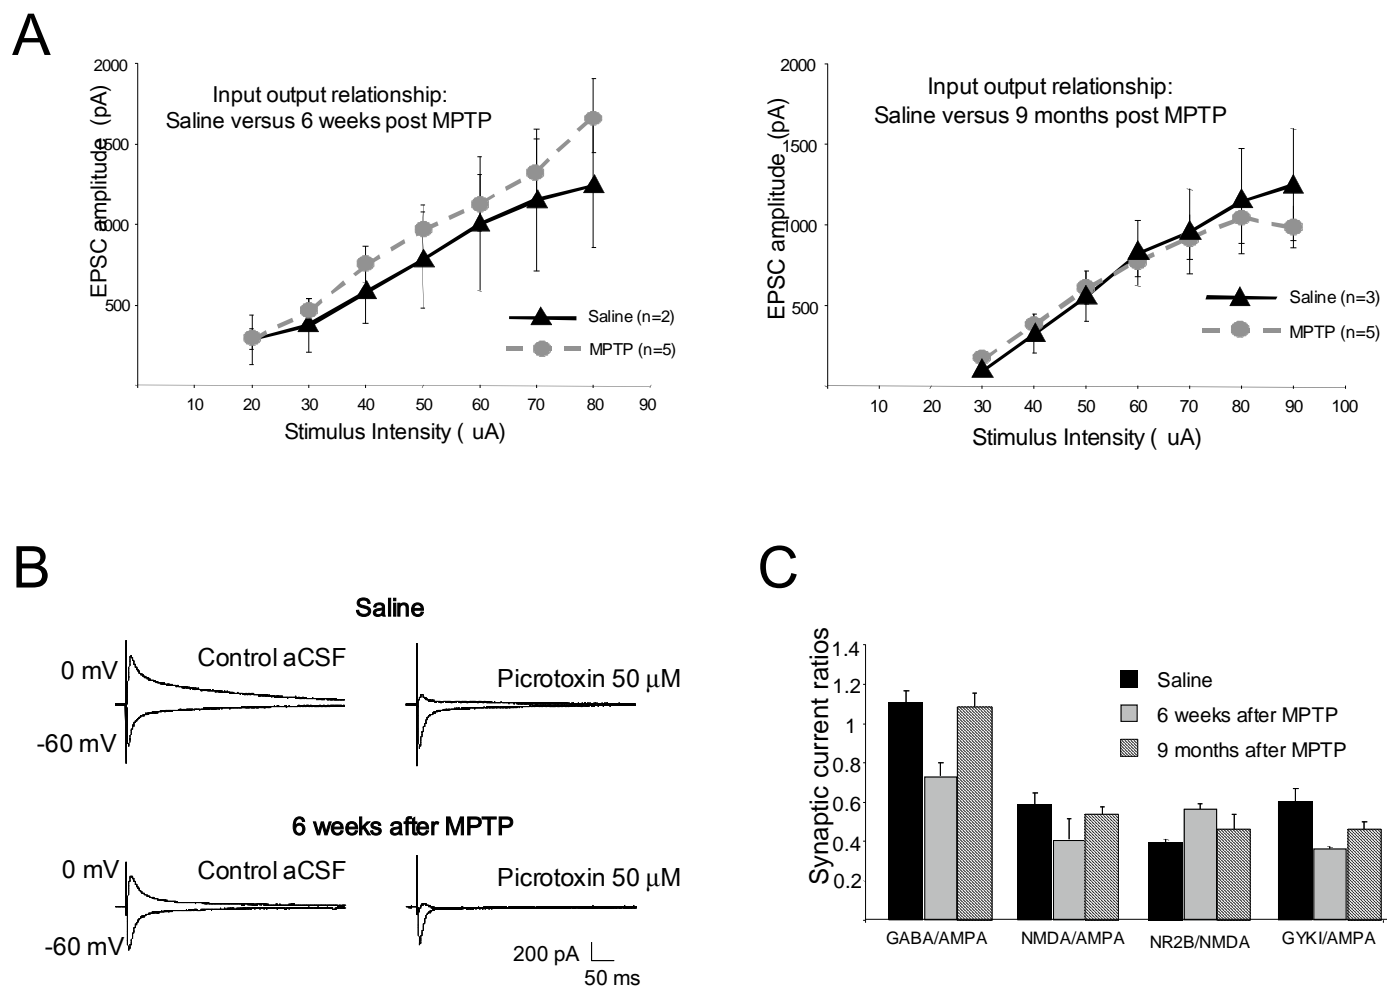 A
Input output relationship:
Saline versus 6 weeks post MPTP
EPSC amplitude (pA)
2000
1500
1000
500
Saline (n=2)
MPTP (n=5)
10 20 30 40 50 60 70 80 90
Stimulus Intensity ( uA)
Input output relationship:
Saline versus 9 months post MPTP
EPSC amplitude (pA)
2000
1500
1000
500
Saline (n=3)
MPTP (n=5)
10 20 30 40 50 60 70 80 90 100
Stimulus Intensity ( uA)
B
Saline
0 mV
Control aCSF
-60 mV
Picrotoxin 50 μM
6 weeks after MPTP
0 mV
Control aCSF
-60 mV
Picrotoxin 50 μM
200 pA
50 ms
C
Synaptic current ratios
1.4
1.2
1
0.8
0.6
0.4
0.2
Saline
6 weeks after MPTP
9 months after MPTP
GABA/AMPA NMDA/AMPA NR2B/NMDA GYKI/AMPA